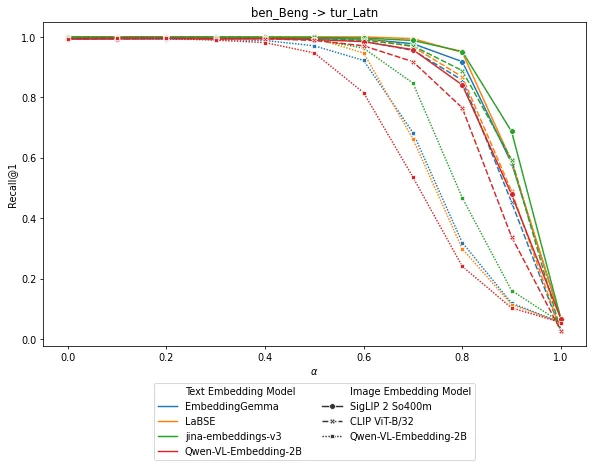 ben_Beng -> tur_Latn
1.0
0.8
0.6
0.4
0.2
0.0
Recall@1
0.0 0.2 0.4 0.6 0.8 1.0
α
Text Embedding Model Image Embedding Model
EmbeddingGemma SigLIP 2 So400m
LaBSE CLIP ViT-B/32
jina-embeddings-v3 Qwen-VL-Embedding-2B
Qwen-VL-Embedding-2B